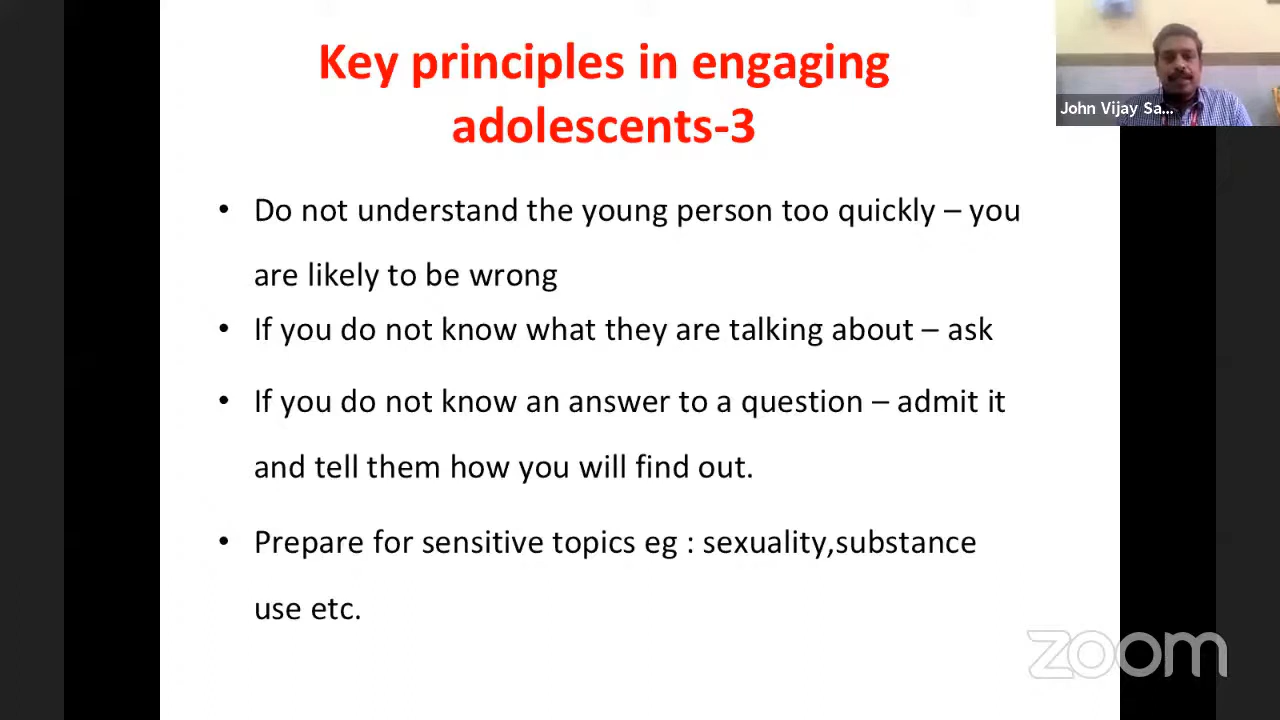 Key principles in engaging
adolescents-3
John Vijay Sa...
• Do not understand the young person too quickly – you
are likely to be wrong
• If you do not know what they are talking about – ask
• If you do not know an answer to a question – admit it
and tell them how you will find out.
• Prepare for sensitive topics eg : sexuality,substance
use etc.
zoom